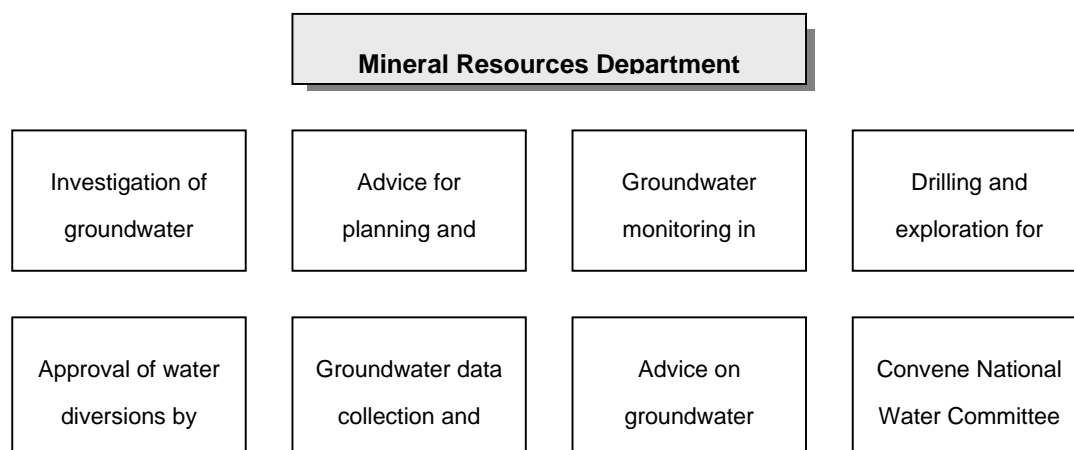 Mineral Resources Department
Investigation of
groundwater
Advice for
planning and
Groundwater
monitoring in
Drilling and
exploration for
Approval of water
diversions by
Groundwater data
collection and
Advice on
groundwater
Convene National
Water Committee